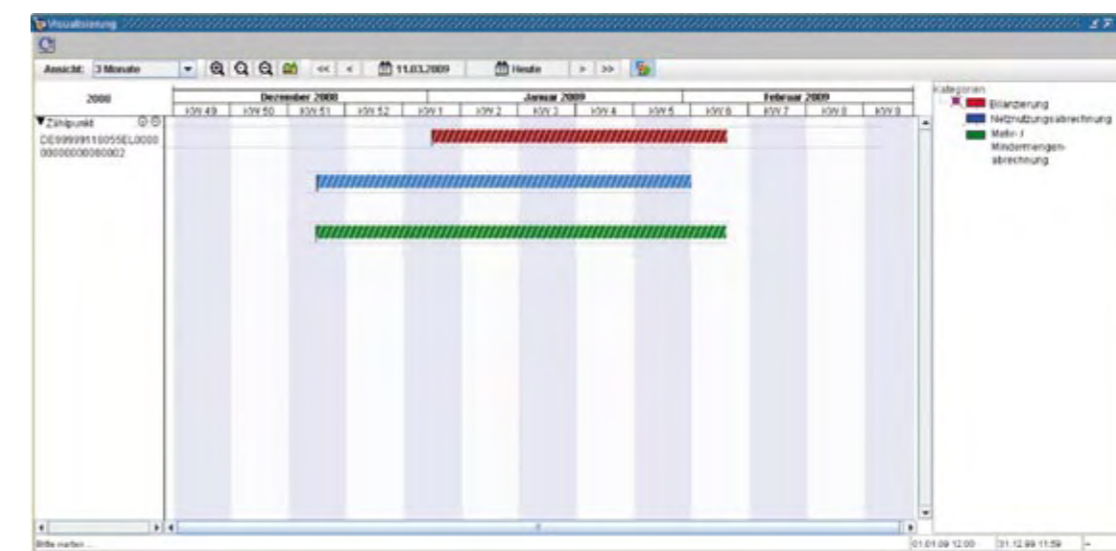 Visualisierung
Ansicht: 3 Monate << < 11.03.2009 Heute > >>
2008 Dezember 2008 Januar 2009 Februar 2009
KW 49 KW 50 KW 51 KW 52 KW 1 KW 2 KW 3 KW 4 KW 5 KW 6 KW 7 KW 8 KW 9
Zählpunkt
Kategorien
Bilanzierung
Netznutzungsabrechnung
Mehr- /
Mindermengen-
abrechnung
Bitte warten ...
01.01.09 12:00 31.12.99 11:59 --